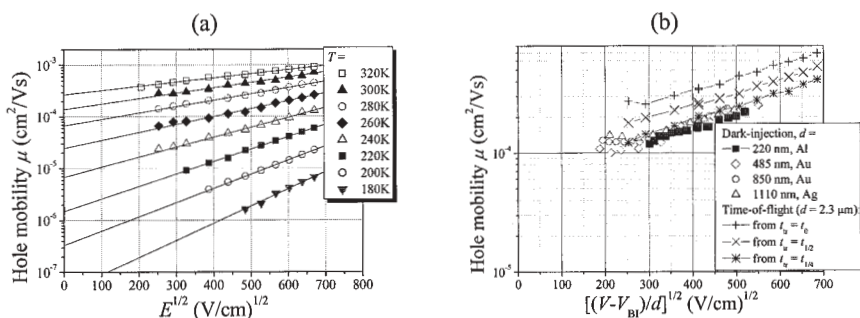 (a)
Hole mobility μ (cm²/Vs)
10⁻³
10⁻⁴
10⁻⁵
10⁻⁶
10⁻⁷
0 100 200 300 400 500 600 700 800
E^1/2 (V/cm)^1/2
T =
320K
300K
280K
260K
240K
220K
200K
180K
(b)
Hole mobility μ (cm²/Vs)
10⁻⁴
10⁻⁵
0 100 200 300 400 500 600 700
[(V-V_BI)/d]^1/2 (V/cm)^1/2
Dark-injection, d =
220 nm, Al
485 nm, Au
850 nm, Au
1110 nm, Ag
Time-of-flight (d = 2.3 μm):
from t_tr = t_0
from t_tr = t_1/2
from t_tr = t_1/4